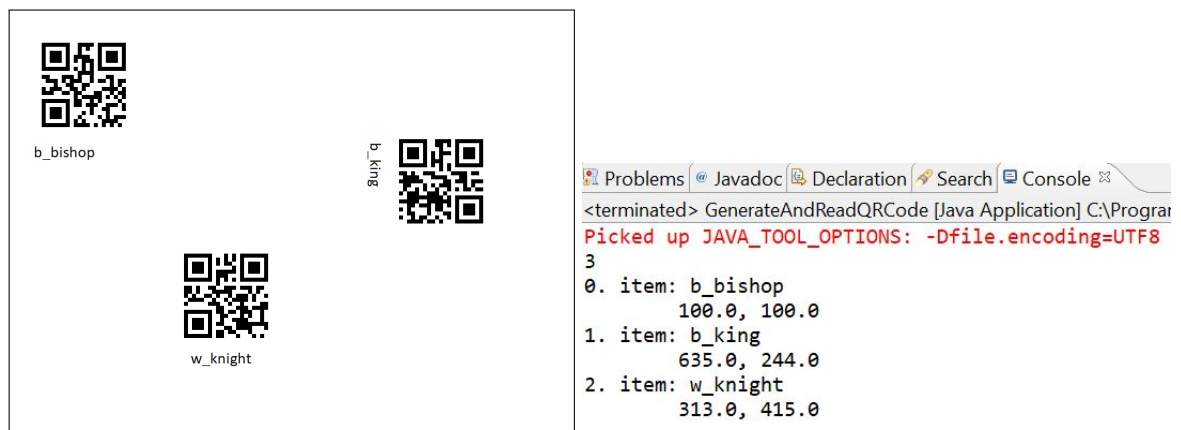 b_bishop
b_king
w_knight
Problems @ Javadoc Declaration Search Console
<terminated> GenerateAndReadQRCode [Java Application] C:\Prograr
Picked up JAVA_TOOL_OPTIONS: -Dfile.encoding=UTF8
3
0. item: b_bishop
100.0, 100.0
1. item: b_king
635.0, 244.0
2. item: w_knight
313.0, 415.0